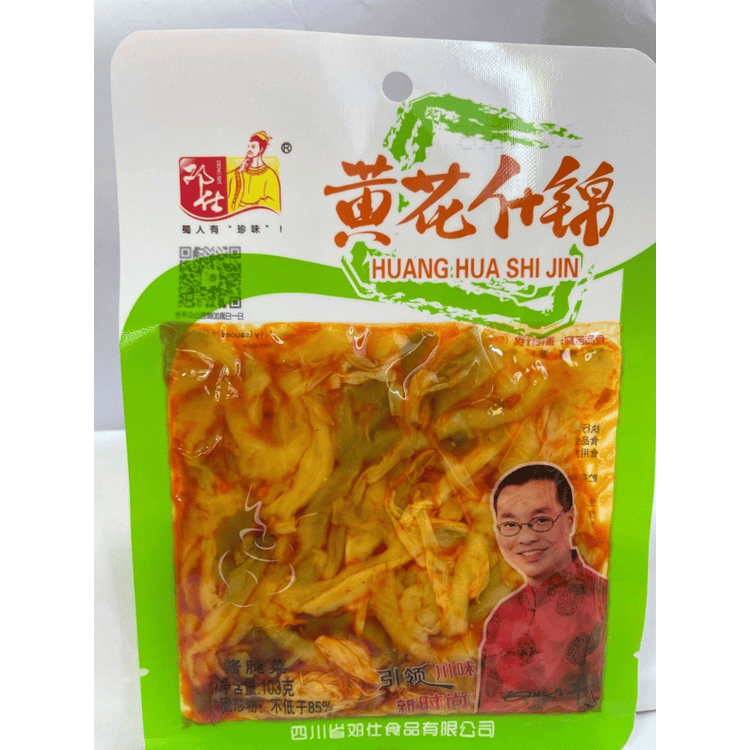 邓仕
DENG SHI
®
蜀人有“珍味”！
黄花什锦
HUANG HUA SHI JIN
酱腌菜
净含量:103克
固形物：不低于85%
引领川味
新时尚
四川省邓仕食品有限公司